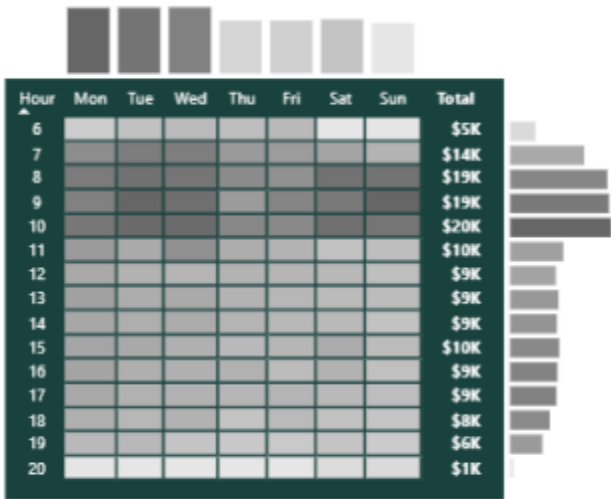 Hour Mon Tue Wed Thu Fri Sat Sun Total
6 $5K
7 $14K
8 $19K
9 $19K
10 $20K
11 $10K
12 $9K
13 $9K
14 $9K
15 $10K
16 $9K
17 $9K
18 $8K
19 $6K
20 $1K